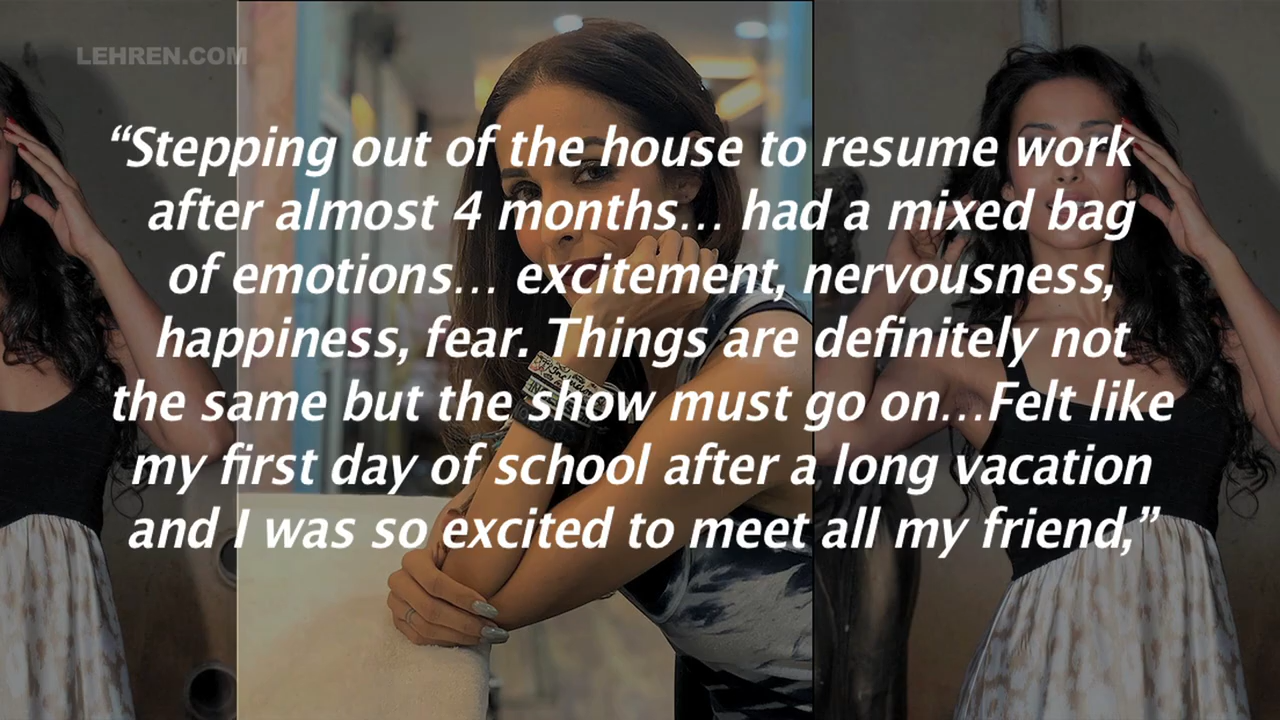 LEHREN.COM
“Stepping out of the house to resume work
after almost 4 months... had a mixed bag
of emotions... excitement, nervousness,
happiness, fear. Things are definitely not
the same but the show must go on...Felt like
my first day of school after a long vacation
and I was so excited to meet all my friend,”